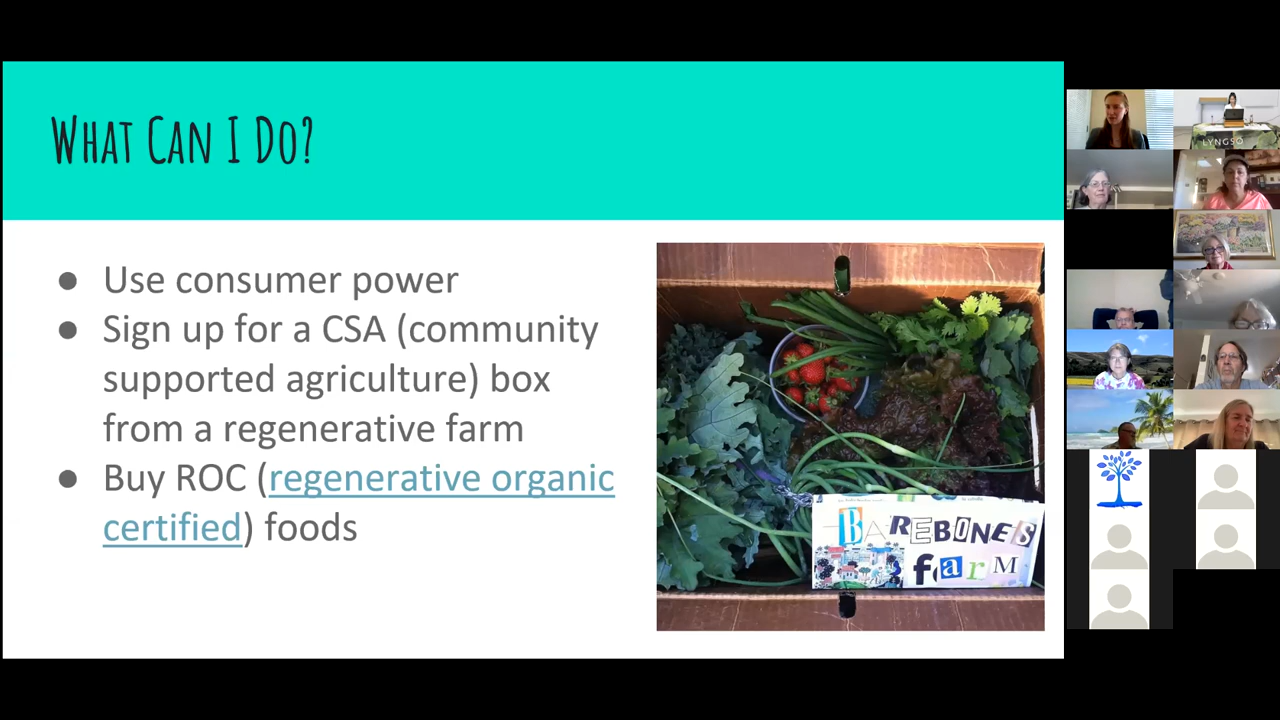 What Can I Do?
● Use consumer power
● Sign up for a CSA (community
supported agriculture) box
from a regenerative farm
● Buy ROC (regenerative organic
certified) foods
BAREBONES
farM
LYNGSO